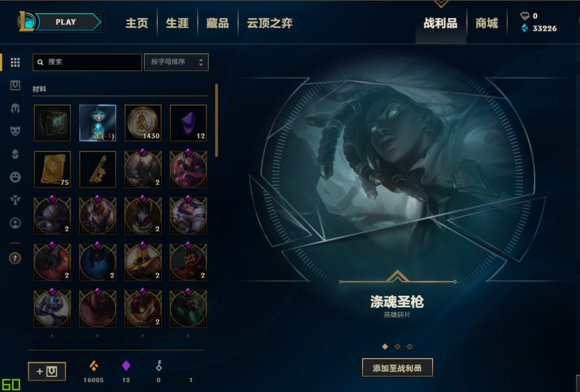 PLAY
主页
生涯
藏品
云顶之弈
战利品
商城
0
33226
搜索
按字母排序
材料
1430
12
75
2
2
2
2
2
2
2
2
2
2
2
2
2
涤魂圣枪
英雄碎片
添加至战利品
16005
12
0
1
60